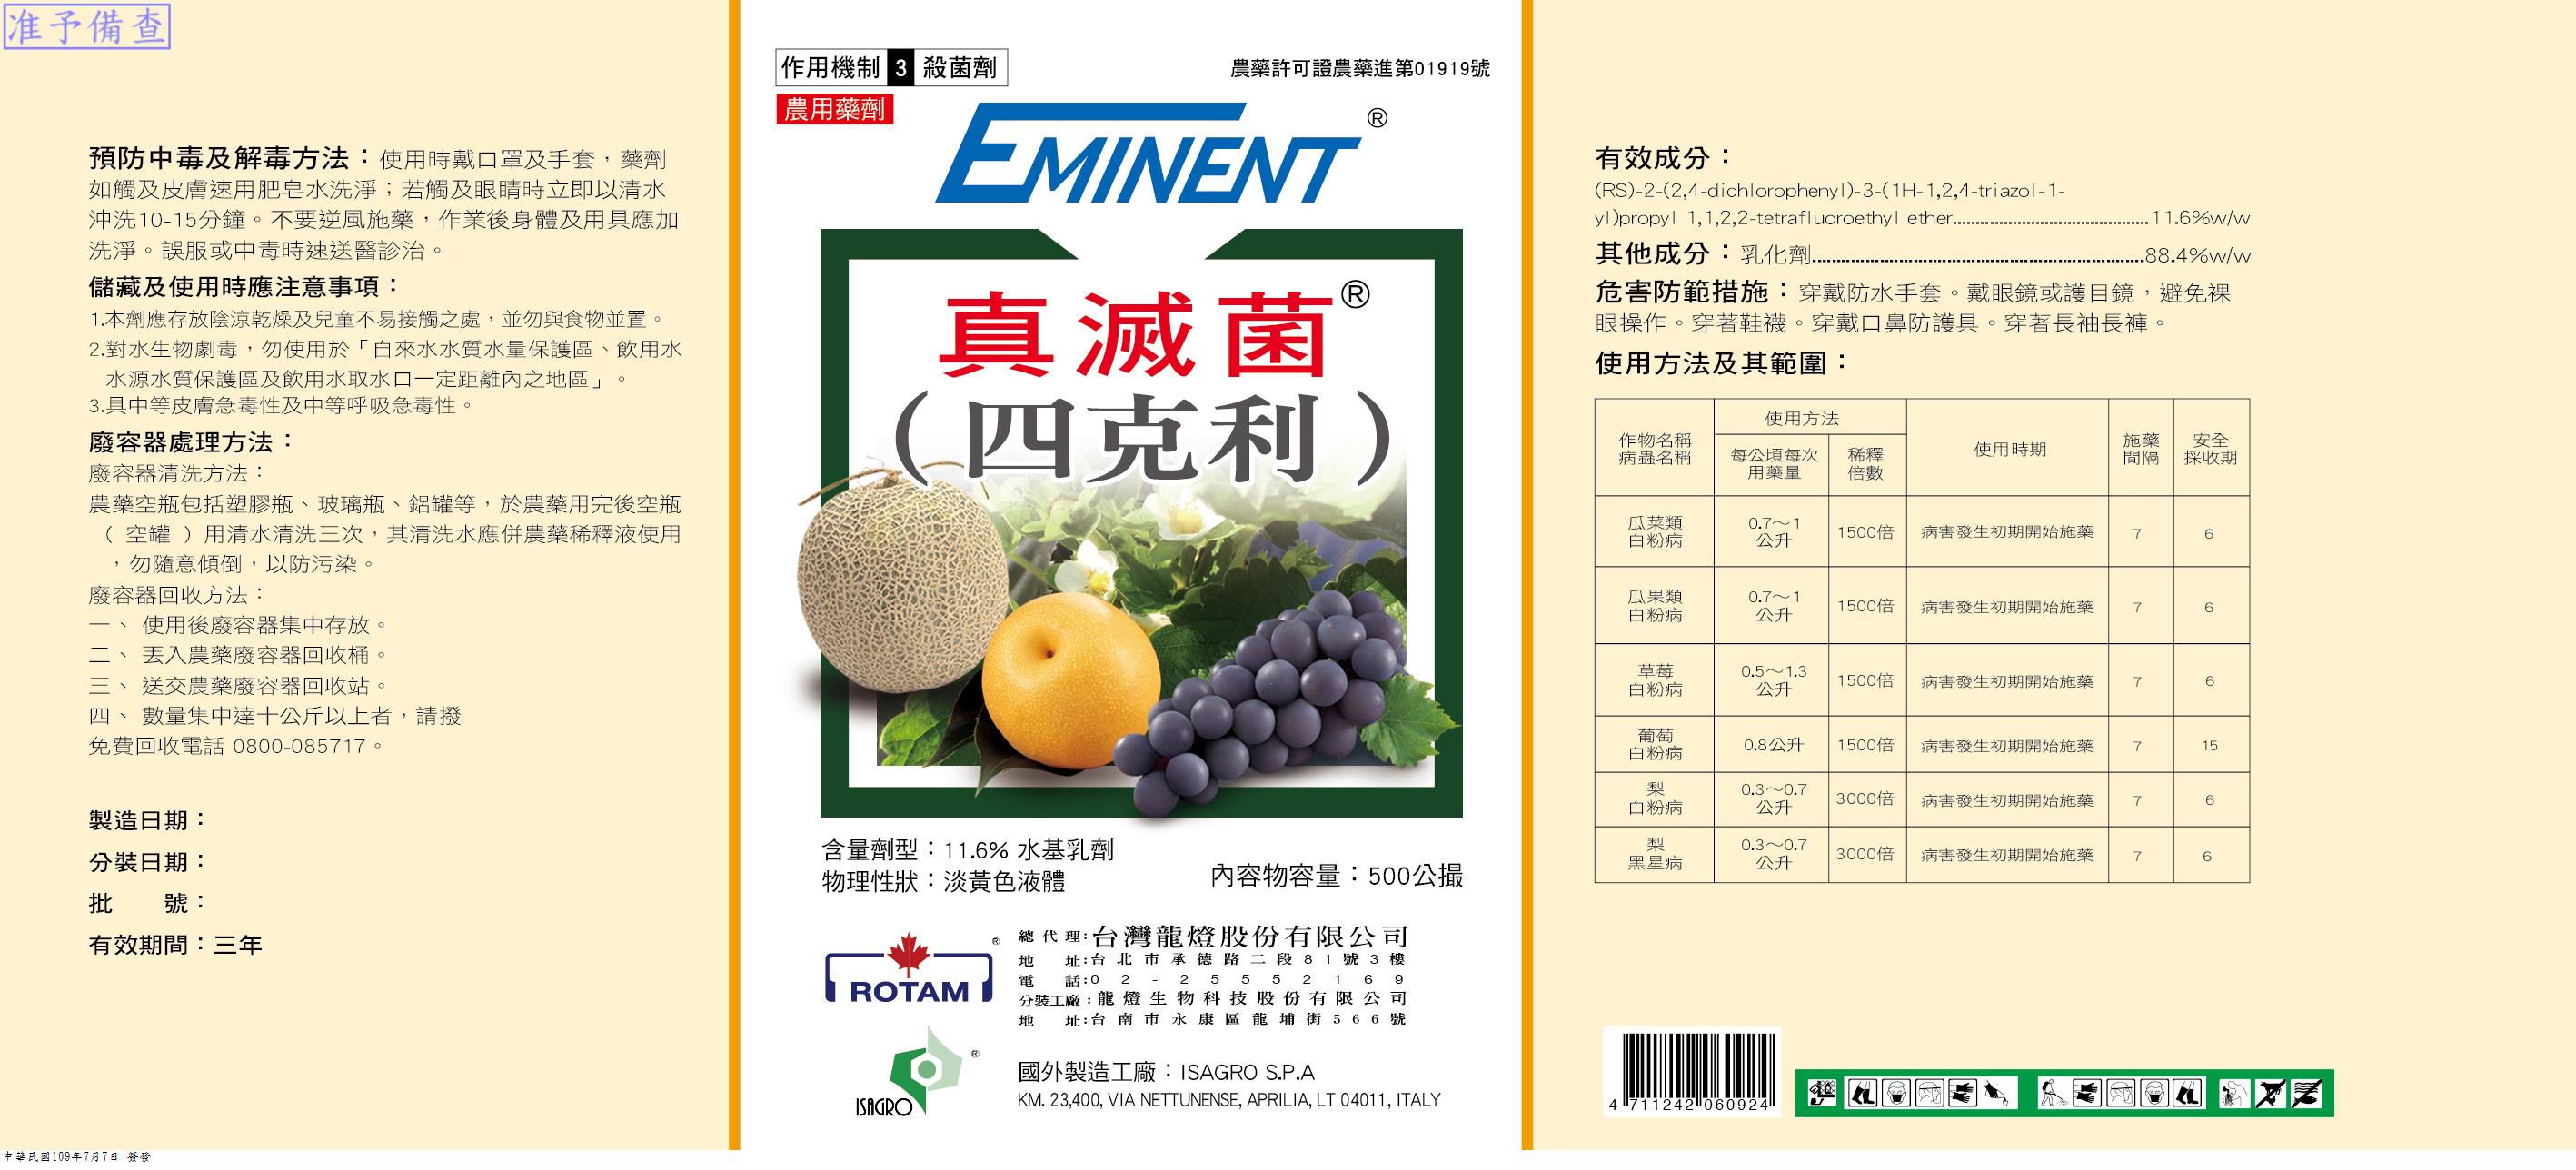 准予備查
預防中毒及解毒方法：使用時戴口罩及手套，藥劑
如觸及皮膚速用肥皂水洗淨；若觸及眼睛時立即以清水
沖洗10-15分鐘。不要逆風施藥，作業後身體及用具應加
洗淨。誤服或中毒時速送醫診治。
儲藏及使用時應注意事項：
1.本劑應存放陰涼乾燥及兒童不易接觸之處，並勿與食物並置。
2.對水生物劇毒，勿使用於「自來水水質水量保護區、飲用水
水源水質保護區及飲用水取水口一定距離內之地區」。
3.具中等皮膚急毒性及中等呼吸急毒性。
廢容器處理方法：
廢容器清洗方法：
農藥空瓶包括塑膠瓶、玻璃瓶、鋁罐等，於農藥用完後空瓶
（ 空罐 ）用清水清洗三次，其清洗水應併農藥稀釋液使用
，勿隨意傾倒，以防污染。
廢容器回收方法：
一、 使用後廢容器集中存放。
二、 丟入農藥廢容器回收桶。
三、 送交農藥廢容器回收站。
四、 數量集中達十公斤以上者，請撥
免費回收電話 0800-085717。
製造日期：
分裝日期：
批　　號：
有效期間：三年
中華民國109年7月7日 簽發
作用機制 3 殺菌劑
農藥許可證農藥進第01919號
農用藥劑
EMINENT®
真滅菌®
（四克利）
含量劑型：11.6% 水基乳劑
物理性狀：淡黃色液體
內容物容量：500公撮
ROTAM®
總代理:台灣龍燈股份有限公司
地　址:台北市承德路二段81號3樓
電　話:02-25552169
分裝工廠:龍燈生物科技股份有限公司
地　址:台南市永康區龍埔街566號
ISAGRO®
國外製造工廠：ISAGRO S.P.A
KM. 23,400, VIA NETTUNENSE, APRILIA, LT 04011, ITALY
有效成分：
(RS)-2-(2,4-dichlorophenyl)-3-(1H-1,2,4-triazol-1-
yl)propyl 1,1,2,2-tetrafluoroethyl ether........................................11.6%w/w
其他成分：乳化劑....................................................................88.4%w/w
危害防範措施：穿戴防水手套。戴眼鏡或護目鏡，避免裸
眼操作。穿著鞋襪。穿戴口鼻防護具。穿著長袖長褲。
使用方法及其範圍：
作物名稱 病蟲名稱 使用方法 每公頃每次用藥量 稀釋倍數 使用時期 施藥間隔 安全採收期
瓜菜類 白粉病 0.7～1公升 1500倍 病害發生初期開始施藥 7 6
瓜果類 白粉病 0.7～1公升 1500倍 病害發生初期開始施藥 7 6
草莓 白粉病 0.5～1.3公升 1500倍 病害發生初期開始施藥 7 6
葡萄 白粉病 0.8公升 1500倍 病害發生初期開始施藥 7 15
梨 白粉病 0.3～0.7公升 3000倍 病害發生初期開始施藥 7 6
梨 黑星病 0.3～0.7公升 3000倍 病害發生初期開始施藥 7 6
4 711242 060924